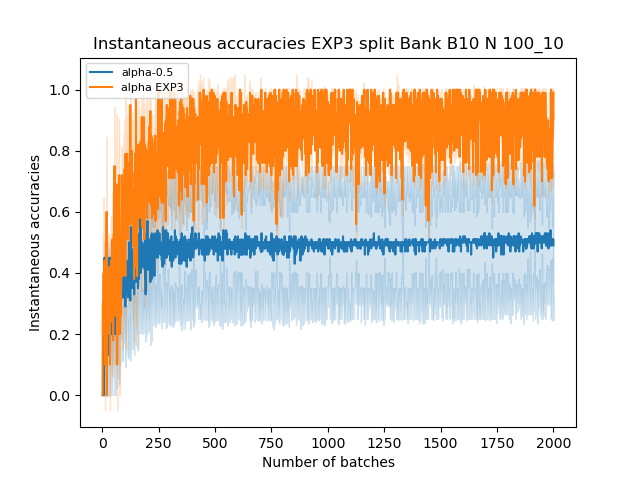 Instantaneous accuracies EXP3 split Bank B10 N 100_10
alpha-0.5
alpha EXP3
Instantaneous accuracies
1.0
0.8
0.6
0.4
0.2
0.0
0 250 500 750 1000 1250 1500 1750 2000
Number of batches